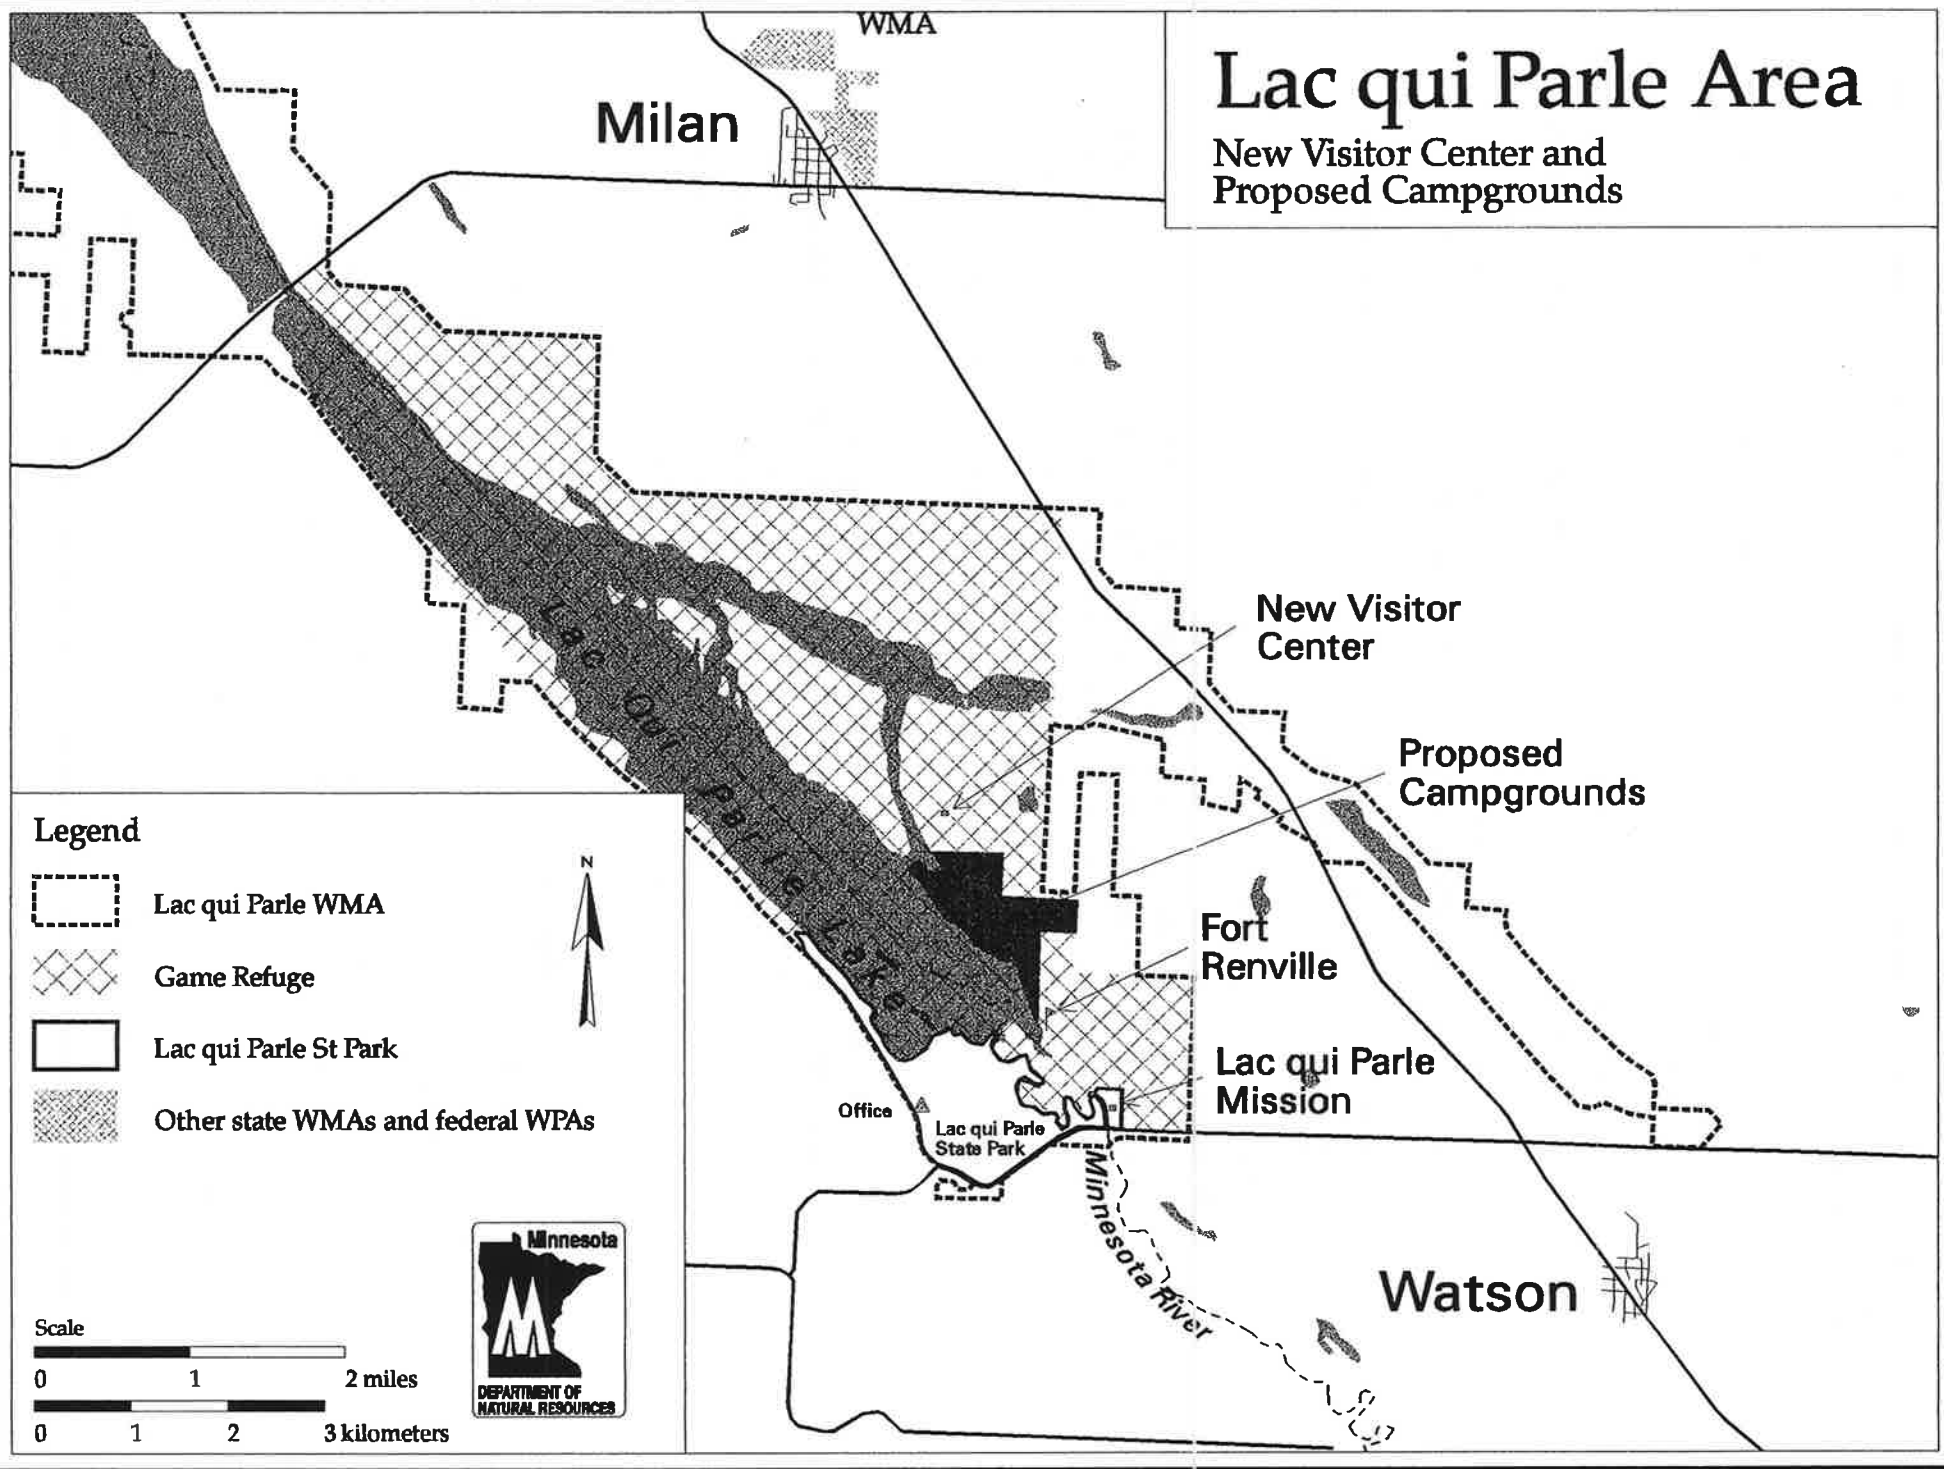 WMA
Lac qui Parle Area
New Visitor Center and
Proposed Campgrounds
Milan
New Visitor
Center
Proposed
Campgrounds
Lac Qui Parle Lake
Fort
Renville
Lac qui Parle
Mission
Office
Lac qui Parle
State Park
Minnesota River
Watson
Legend
N
Lac qui Parle WMA
Game Refuge
Lac qui Parle St Park
Other state WMAs and federal WPAs
Minnesota
DEPARTMENT OF
NATURAL RESOURCES
Scale
0 1 2 miles
0 1 2 3 kilometers